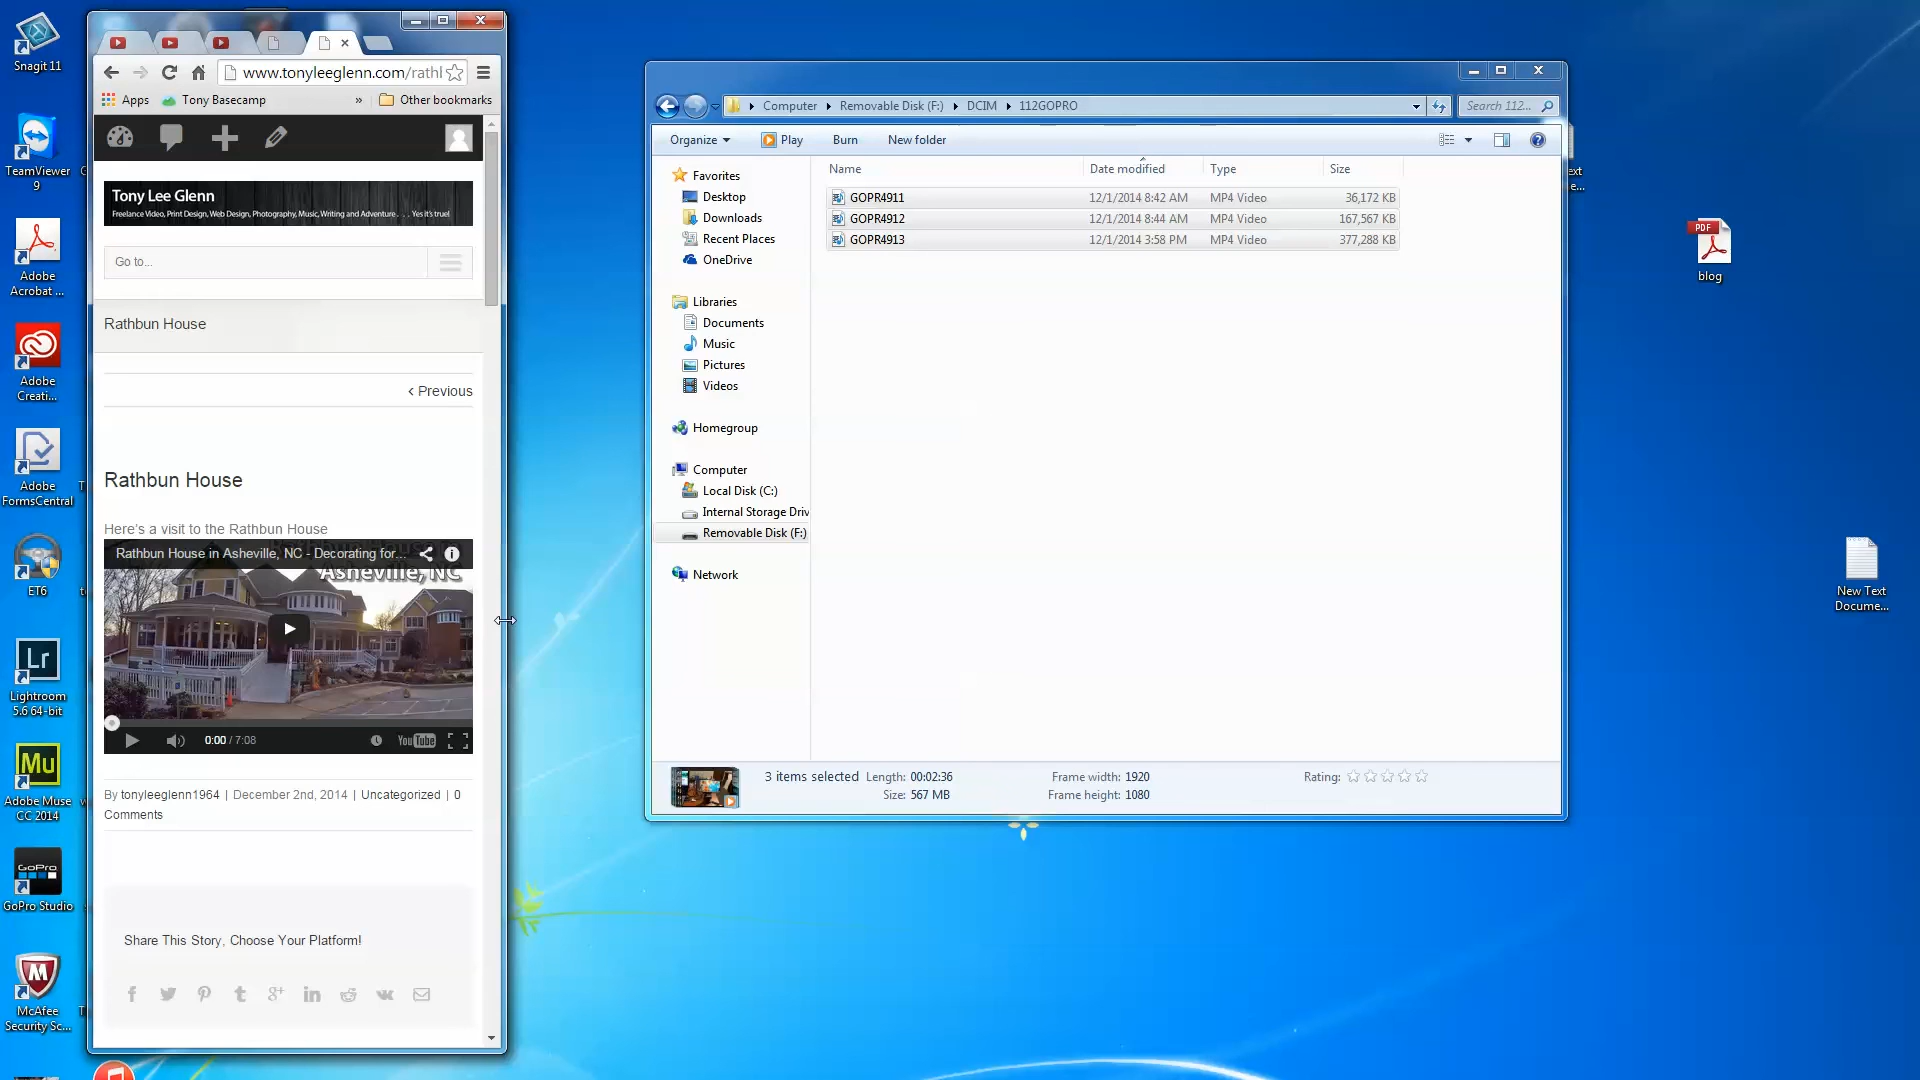 Snagit 11
TeamViewer
9
Adobe
Acrobat ...
Adobe
Creati...
Adobe
FormsCentral
ET6
Lightroom
5.6 64-bit
Adobe Muse
CC 2014
GoPro Studio
McAfee
Security Sc...
www.tonyleeglenn.com/rathl
Apps
Tony Basecamp
»
Other bookmarks
Tony Lee Glenn
Freelance Video, Print Design, Web Design, Photography, Music, Writing and Adventure . . . Yes it's true!
Go to...
Rathbun House
‹ Previous
Rathbun House
Here's a visit to the Rathbun House
Rathbun House in Asheville, NC - Decorating for...
Asheville, NC
0:00 / 7:08
YouTube
By tonyleeglenn1964 | December 2nd, 2014 | Uncategorized | 0
Comments
Share This Story, Choose Your Platform!
Computer
Removable Disk (F:)
DCIM
112GOPRO
Search 112...
Organize
Play
Burn
New folder
Name
Date modified
Type
Size
GOPR4911 12/1/2014 8:42 AM MP4 Video 36,172 KB
GOPR4912 12/1/2014 8:44 AM MP4 Video 167,567 KB
GOPR4913 12/1/2014 3:58 PM MP4 Video 377,288 KB
Favorites
Desktop
Downloads
Recent Places
OneDrive
Libraries
Documents
Music
Pictures
Videos
Homegroup
Computer
Local Disk (C:)
Internal Storage Driv
Removable Disk (F:)
Network
3 items selected
Length: 00:02:36
Size: 567 MB
Frame width: 1920
Frame height: 1080
Rating:
PDF
blog
New Text
Docume...